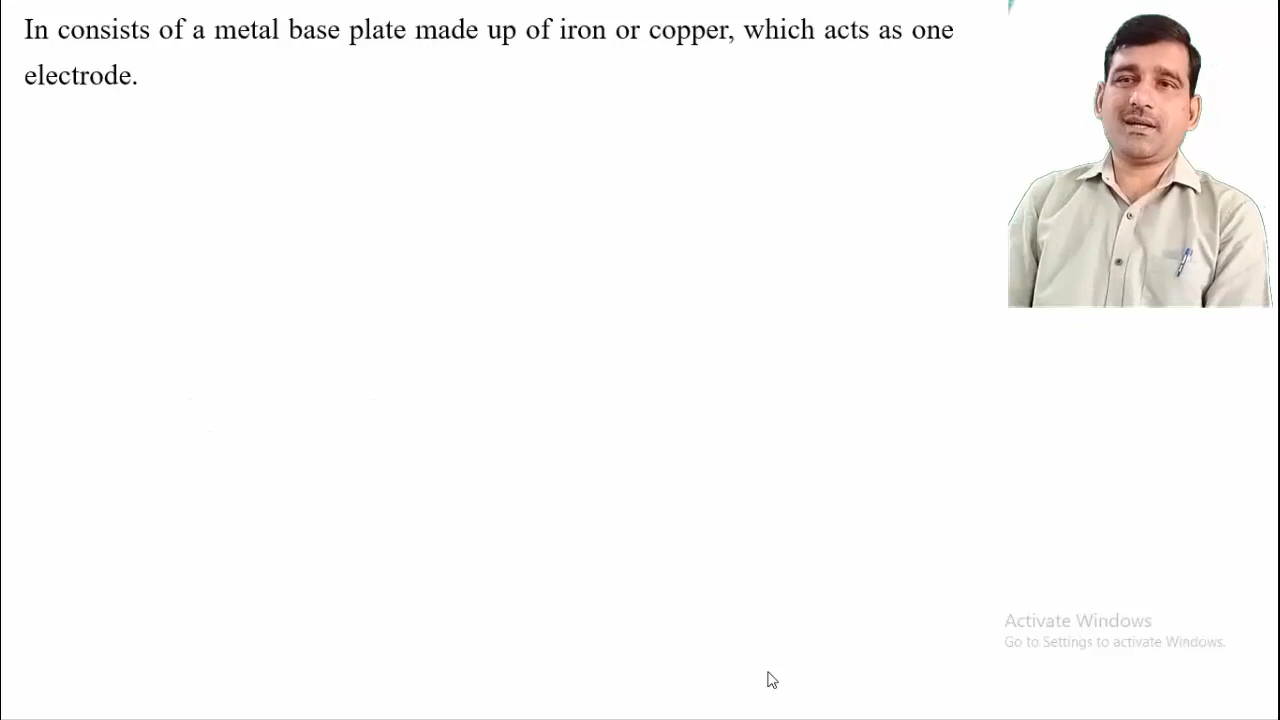 In consists of a metal base plate made up of iron or copper, which acts as one
electrode.
Activate Windows
Go to Settings to activate Windows.